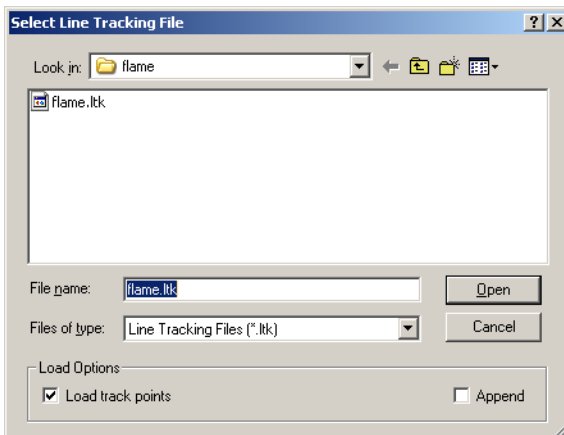 Select Line Tracking File
Look in: flame
flame.ltk
File name: flame.ltk Open
Files of type: Line Tracking Files (*.ltk) Cancel
Load Options
Load track points Append